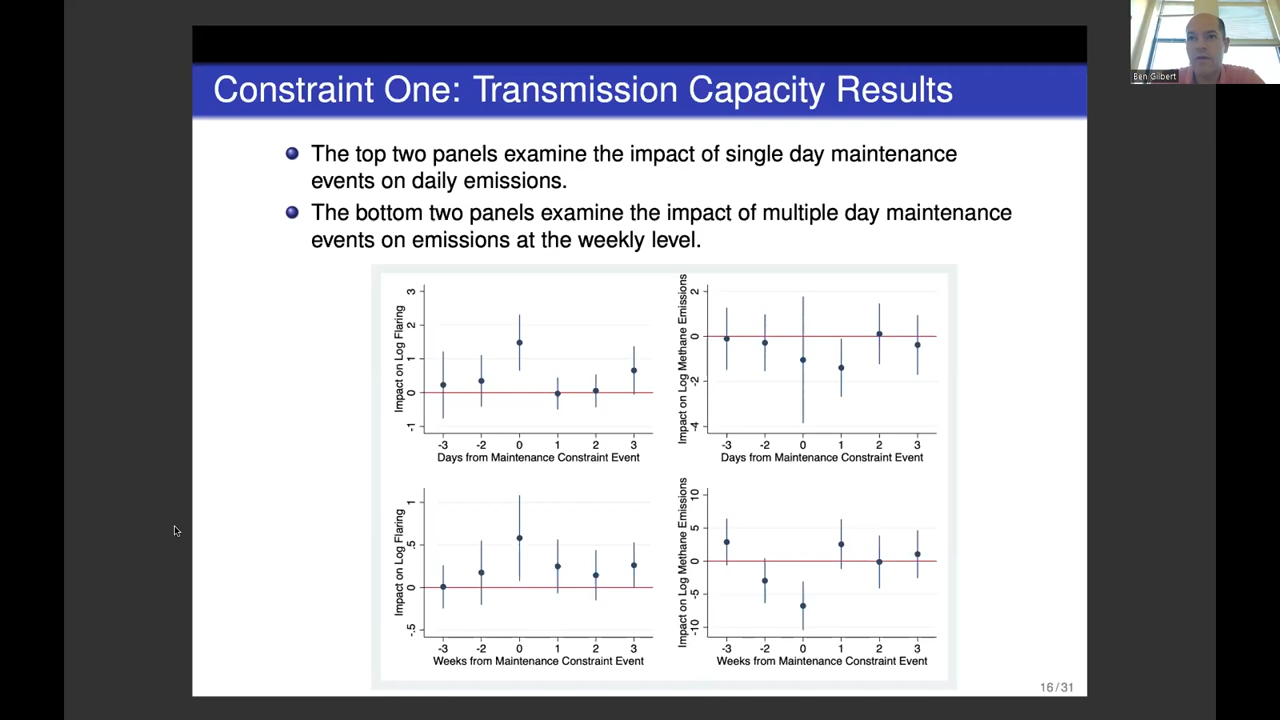 Ben Gilbert
Constraint One: Transmission Capacity Results
The top two panels examine the impact of single day maintenance
events on daily emissions.
The bottom two panels examine the impact of multiple day maintenance
events on emissions at the weekly level.
Impact on Log Flaring
3
2
1
0
-1
-3 -2 0 1 2 3
Days from Maintenance Constraint Event
Impact on Log Methane Emissions
2
0
-2
-4
-3 -2 0 1 2 3
Days from Maintenance Constraint Event
Impact on Log Flaring
1
.5
0
-.5
-3 -2 0 1 2 3
Weeks from Maintenance Constraint Event
Impact on Log Methane Emissions
10
5
0
-5
-10
-3 -2 0 1 2 3
Weeks from Maintenance Constraint Event
16 / 31